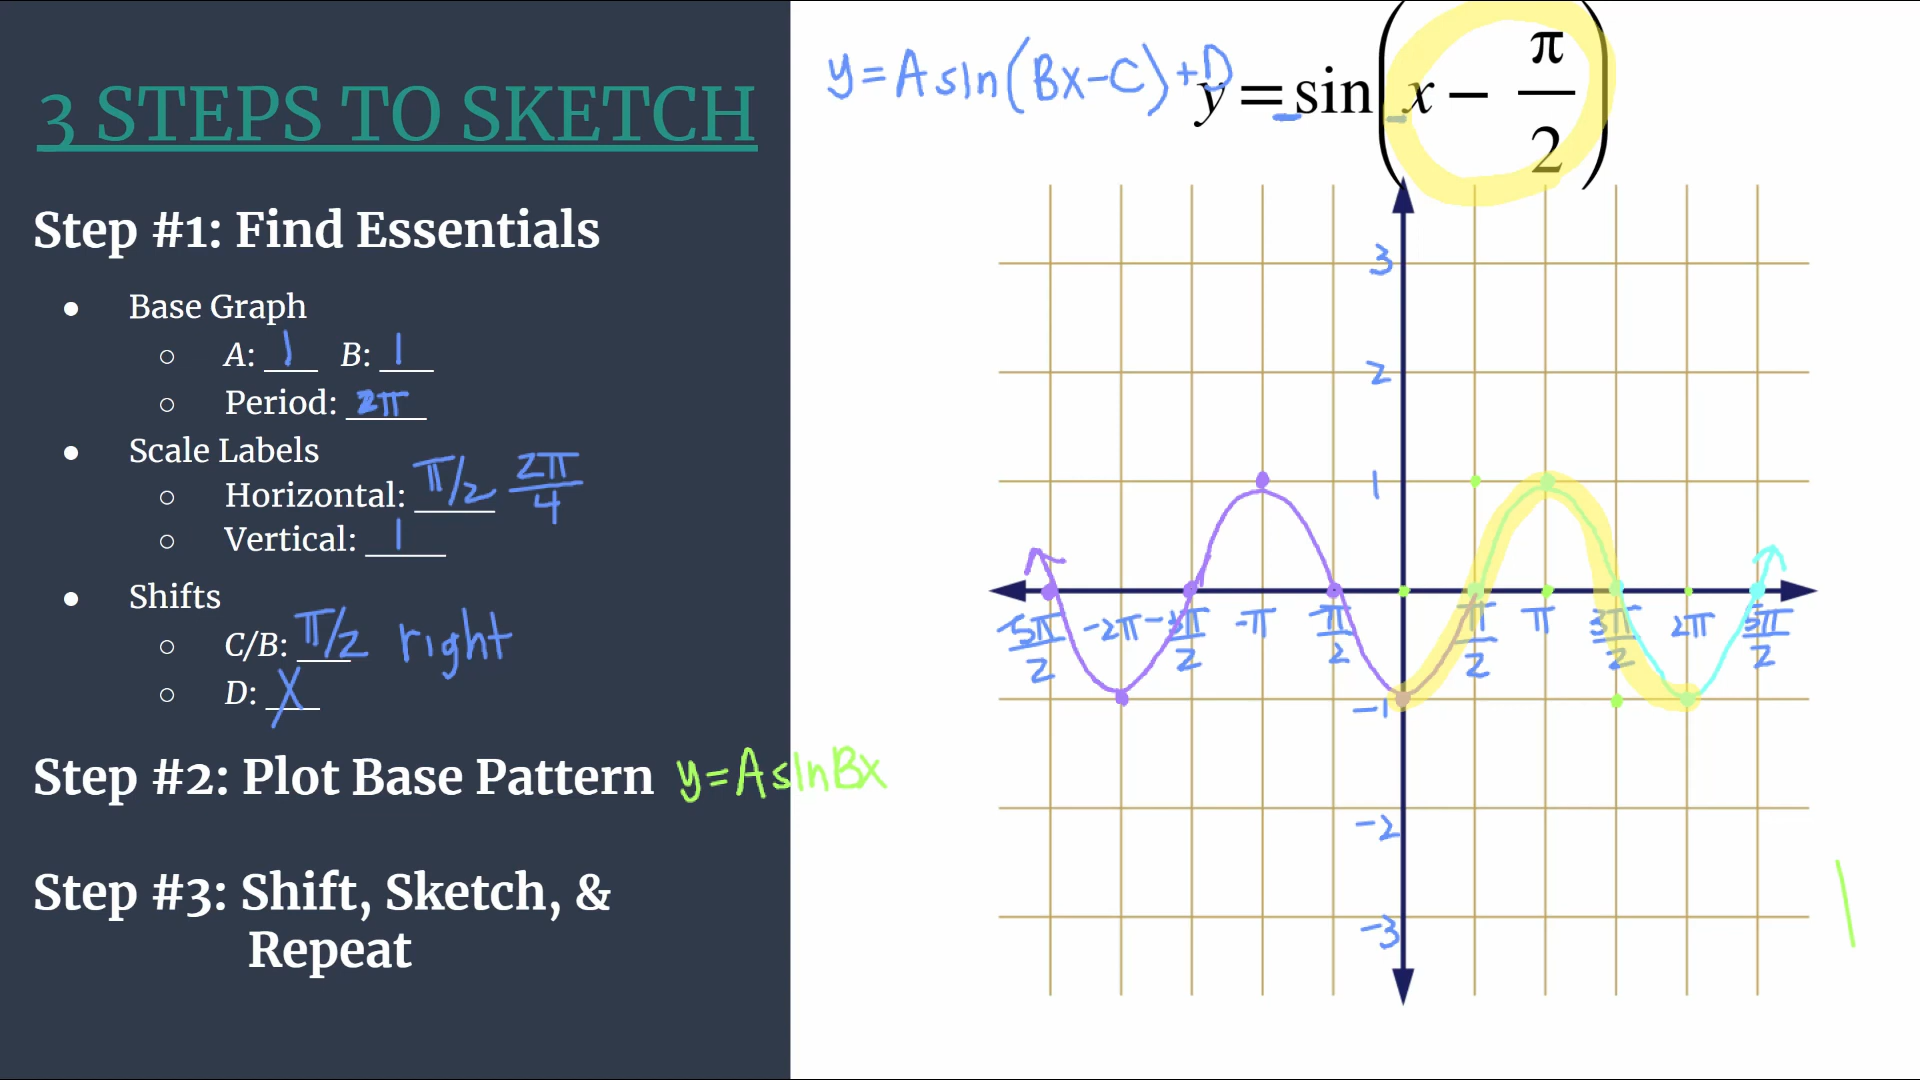 3 STEPS TO SKETCH
Step #1: Find Essentials
● Base Graph
○ A: 1 B: 1
○ Period: 2π
● Scale Labels
○ Horizontal: π/2 2π/4
○ Vertical: 1
● Shifts
○ C/B: π/2 right
○ D: X
Step #2: Plot Base Pattern y=AsinBx
Step #3: Shift, Sketch, &
Repeat
y=Asin(Bx-C)+D
y = sin(x − π/2)
3
2
1
-5π/2 -2π -3π/2 -π -π/2 π/2 π 3π/2 2π 5π/2
-1
-2
-3